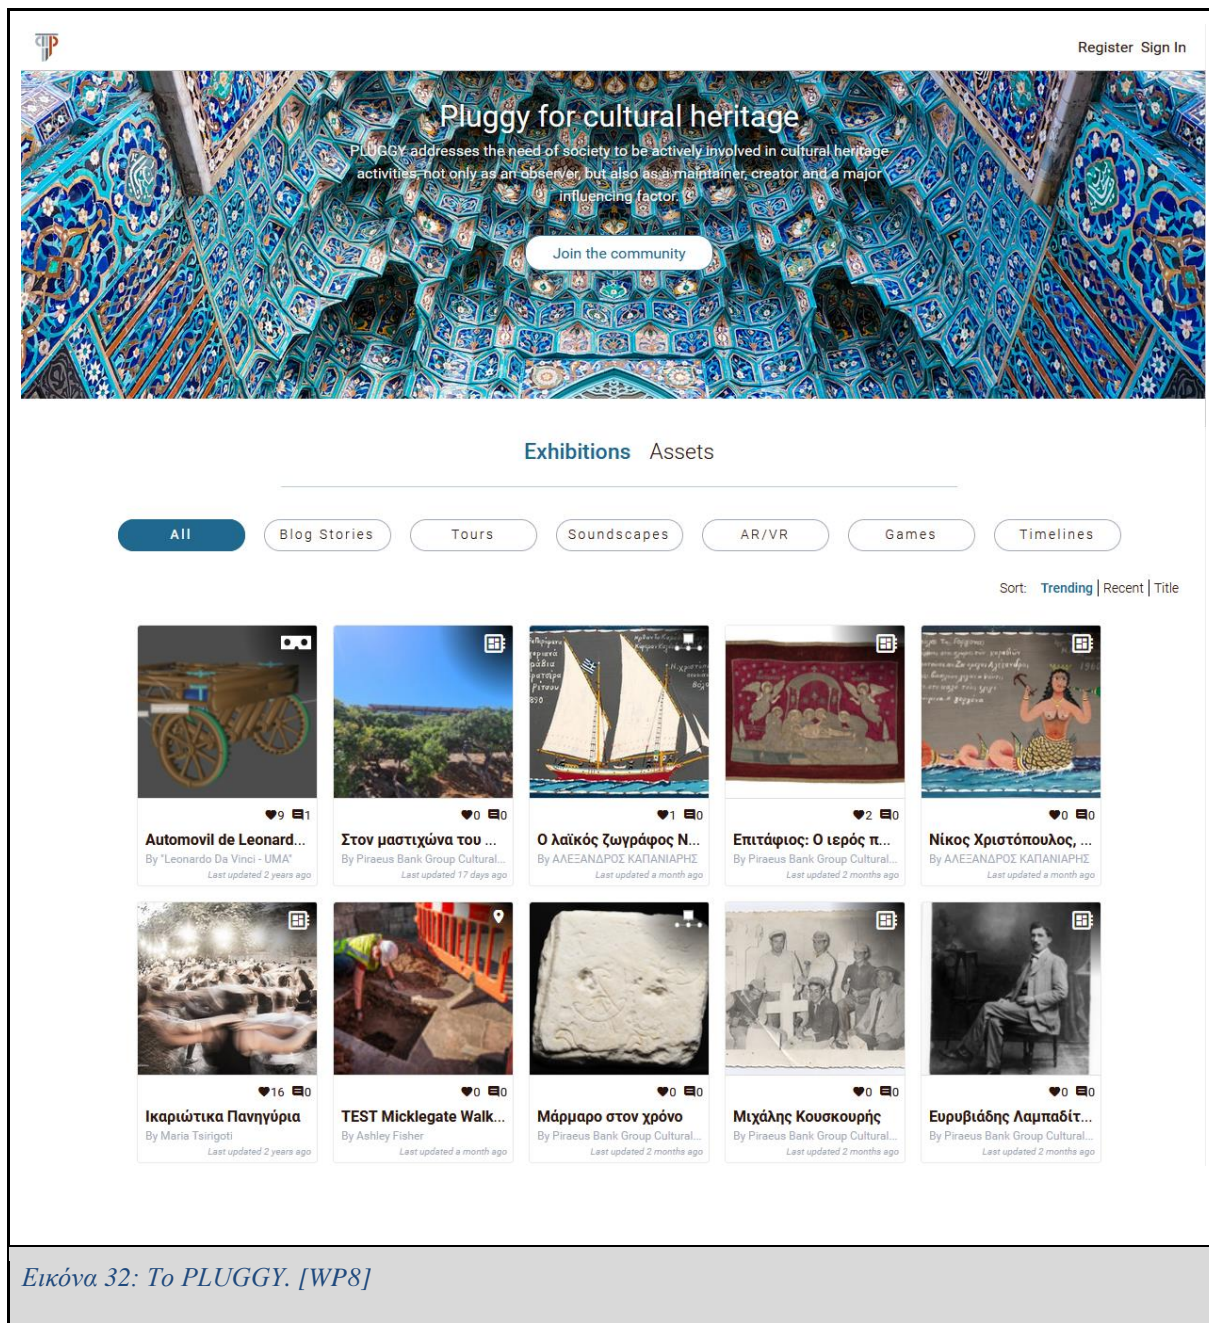 Register Sign In
Pluggy for cultural heritage
PLUGGY addresses the need of society to be actively involved in cultural heritage
activities, not only as an observer, but also as a maintainer, creator and a major
influencing factor.
Join the community
Exhibitions Assets
All Blog Stories Tours Soundscapes AR/VR Games Timelines
Sort: Trending | Recent | Title
9 1
Automovil de Leonard...
By "Leonardo Da Vinci - UMA"
Last updated 2 years ago
0 0
Στον μαστιχώνα του ...
By Piraeus Bank Group Cultural...
Last updated 17 days ago
1 0
Ο λαϊκός ζωγράφος Ν...
By ΑΛΕΞΑΝΔΡΟΣ ΚΑΠΑΝΙΑΡΗΣ
Last updated a month ago
2 0
Επιτάφιος: Ο ιερός π...
By Piraeus Bank Group Cultural...
Last updated 2 months ago
1960
0 0
Νίκος Χριστόπουλος, ...
By ΑΛΕΞΑΝΔΡΟΣ ΚΑΠΑΝΙΑΡΗΣ
Last updated a month ago
16 0
Ικαριώτικα Πανηγύρια
By Maria Tsirigoti
Last updated 2 years ago
0 0
TEST Micklegate Walk...
By Ashley Fisher
Last updated a month ago
0 0
Μάρμαρο στον χρόνο
By Piraeus Bank Group Cultural...
Last updated 2 months ago
0 0
Μιχάλης Κουσκουρής
By Piraeus Bank Group Cultural...
Last updated 2 months ago
0 0
Ευρυβιάδης Λαμπαδίτ...
By Piraeus Bank Group Cultural...
Last updated 2 months ago
Εικόνα 32: Το PLUGGY. [WP8]